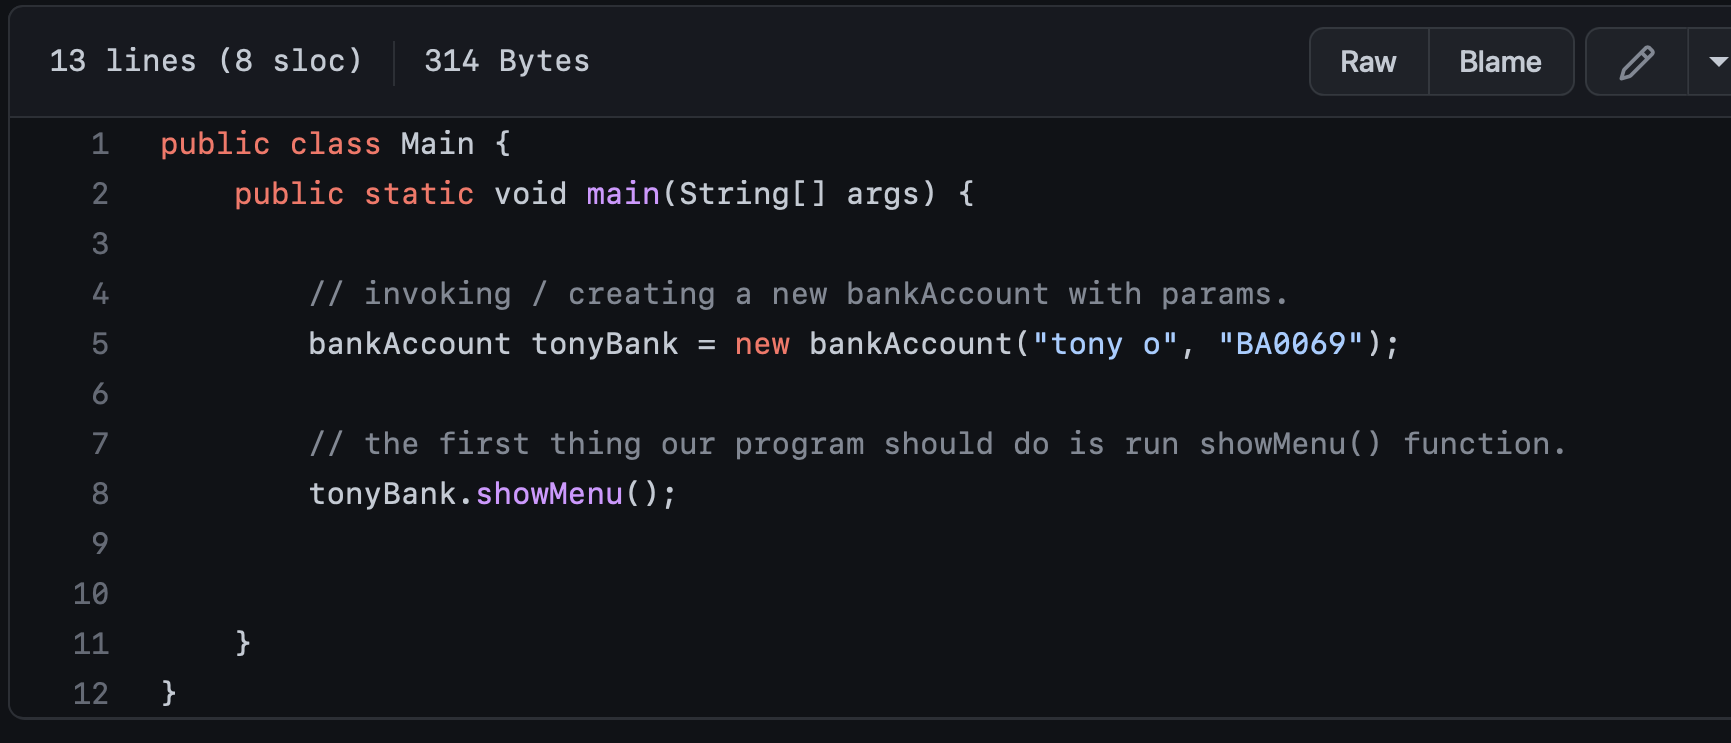 13 lines (8 sloc) 314 Bytes Raw Blame
1 public class Main {
2     public static void main(String[] args) {
3
4         // invoking / creating a new bankAccount with params.
5         bankAccount tonyBank = new bankAccount("tony o", "BA0069");
6
7         // the first thing our program should do is run showMenu() function.
8         tonyBank.showMenu();
9
10
11     }
12 }